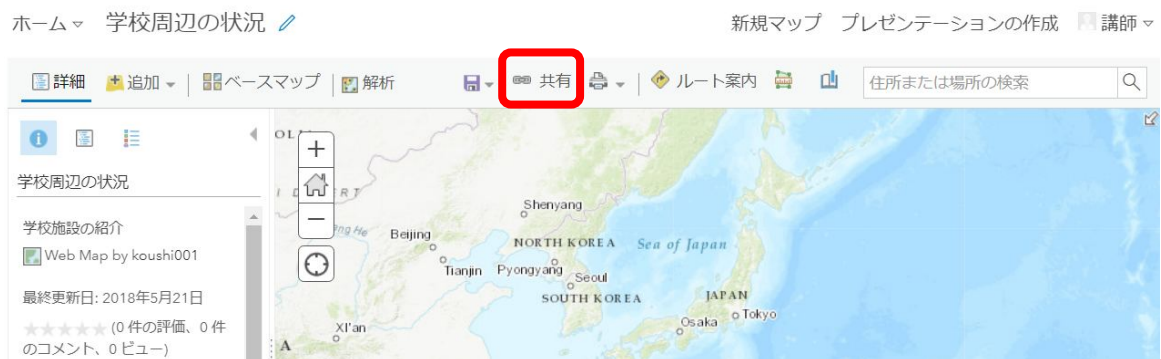 ホーム 学校周辺の状況 新規マップ プレゼンテーションの作成 講師
詳細 追加 ベースマップ 解析 共有 ルート案内 住所または場所の検索
学校周辺の状況
学校施設の紹介
Web Map by koushi001
最終更新日: 2018年5月21日
(0 件の評価、0 件
のコメント、0 ビュー)
Shenyang
Beijing
NORTH KOREA Sea of Japan
Tianjin Pyongyang
Seoul
SOUTH KOREA JAPAN
Osaka Tokyo
Xi'an